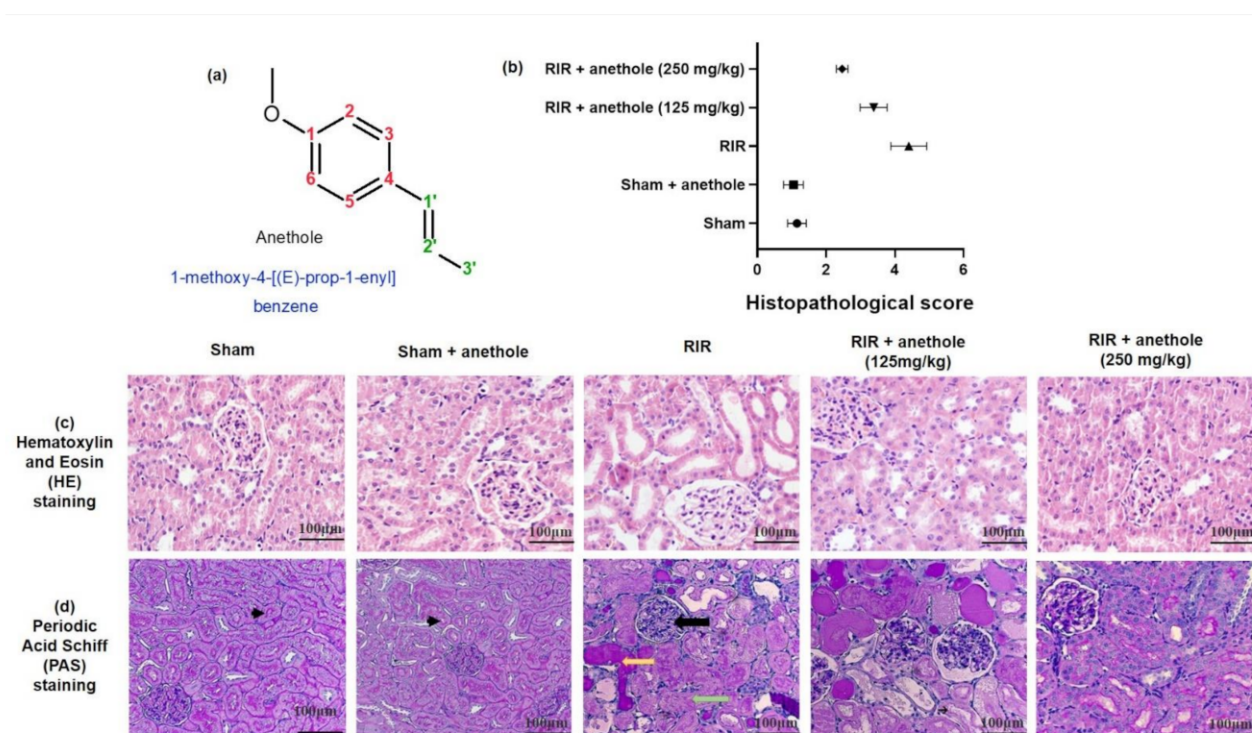 (a)
O
1
2
3
4
5
6
1'
2'
3'
Anethole
1-methoxy-4-[(E)-prop-1-enyl]
benzene
(b)
RIR + anethole (250 mg/kg)
RIR + anethole (125 mg/kg)
RIR
Sham + anethole
Sham
0 2 4 6
Histopathological score
Sham
Sham + anethole
RIR
RIR + anethole
(125mg/kg)
RIR + anethole
(250 mg/kg)
(c)
Hematoxylin
and Eosin
(HE)
staining
100µm
100µm
100µm
100µm
100µm
(d)
Periodic
Acid Schiff
(PAS)
staining
100µm
100µm
100µm
100µm
100µm